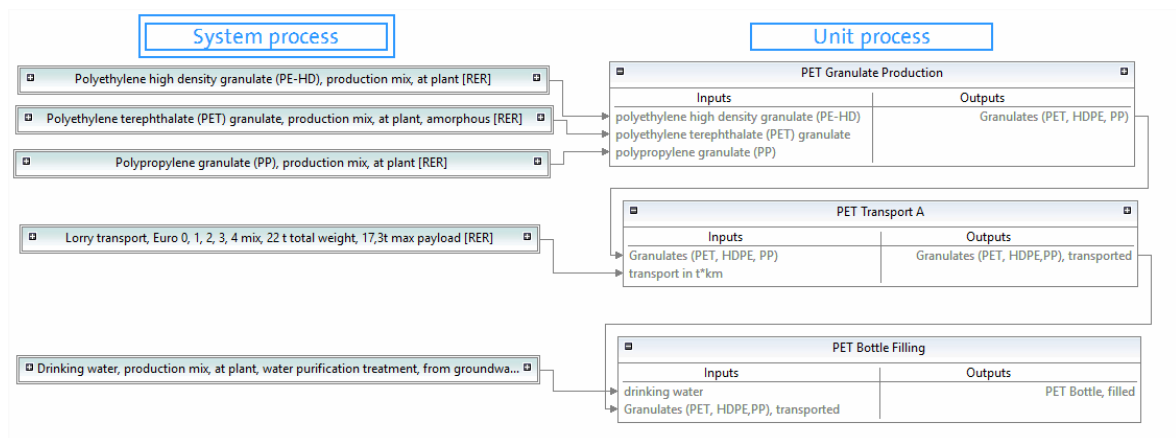 System process
Unit process
Polyethylene high density granulate (PE-HD), production mix, at plant [RER]
Polyethylene terephthalate (PET) granulate, production mix, at plant, amorphous [RER]
Polypropylene granulate (PP), production mix, at plant [RER]
Lorry transport, Euro 0, 1, 2, 3, 4 mix, 22 t total weight, 17,3t max payload [RER]
Drinking water, production mix, at plant, water purification treatment, from groundwa...
PET Granulate Production
Inputs
Outputs
polyethylene high density granulate (PE-HD)
Granulates (PET, HDPE, PP)
polyethylene terephthalate (PET) granulate
polypropylene granulate (PP)
PET Transport A
Inputs
Outputs
Granulates (PET, HDPE, PP)
Granulates (PET, HDPE,PP), transported
transport in t*km
PET Bottle Filling
Inputs
Outputs
drinking water
PET Bottle, filled
Granulates (PET, HDPE,PP), transported